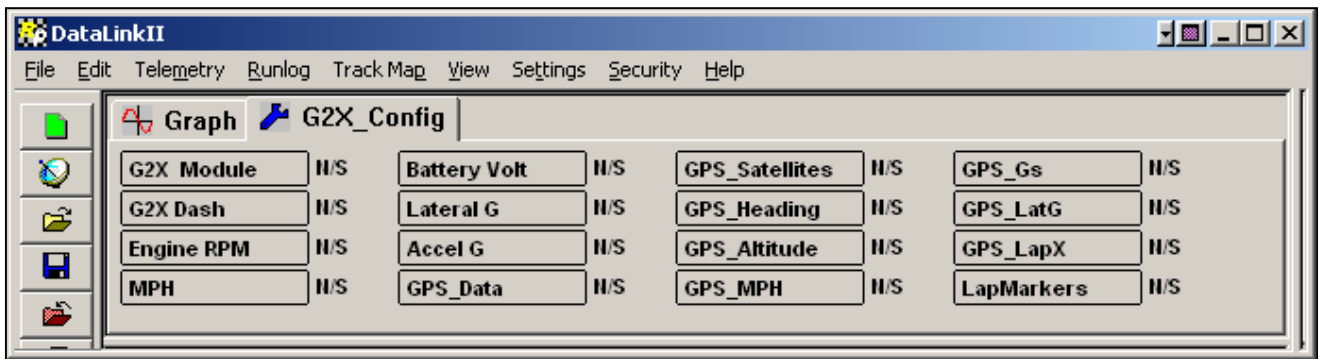 DataLinkII
File Edit Telemetry Runlog Track Map View Settings Security Help
Graph G2X_Config
G2X Module N/S Battery Volt N/S GPS_Satellites N/S GPS_Gs N/S
G2X Dash N/S Lateral G N/S GPS_Heading N/S GPS_LatG N/S
Engine RPM N/S Accel G N/S GPS_Altitude N/S GPS_LapX N/S
MPH N/S GPS_Data N/S GPS_MPH N/S LapMarkers N/S